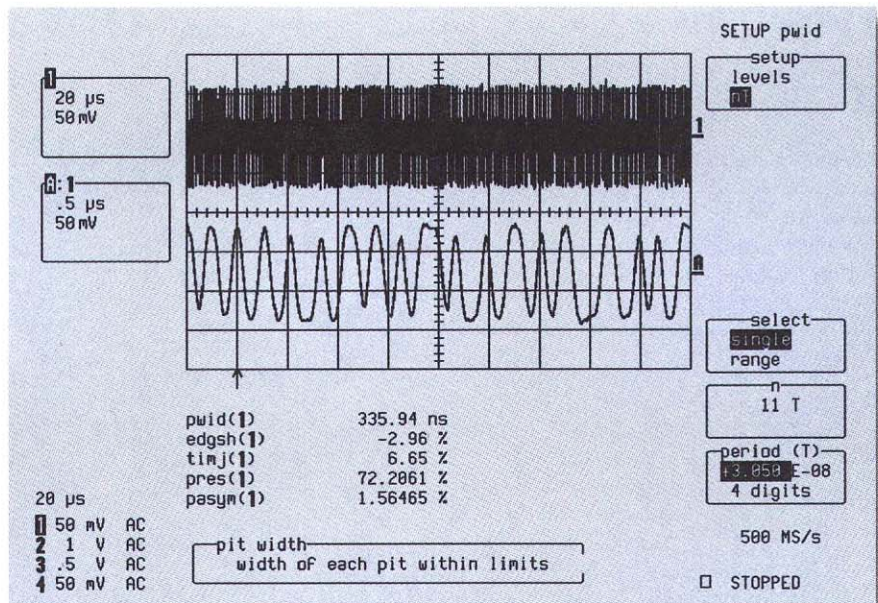 SETUP pwid
setup
levels
nT
1
20 µs
50 mV
A:1
.5 µs
50 mV
1
A
select
single
range
n
11 T
period (T)
+3.050 E-08
4 digits
pwid(1) 335.94 ns
edgsh(1) -2.96 %
timj(1) 6.65 %
pres(1) 72.2061 %
pasym(1) 1.56465 %
20 µs
1 50 mV AC
2 1 V AC
3 .5 V AC
4 50 mV AC
pit width
width of each pit within limits
500 MS/s
STOPPED